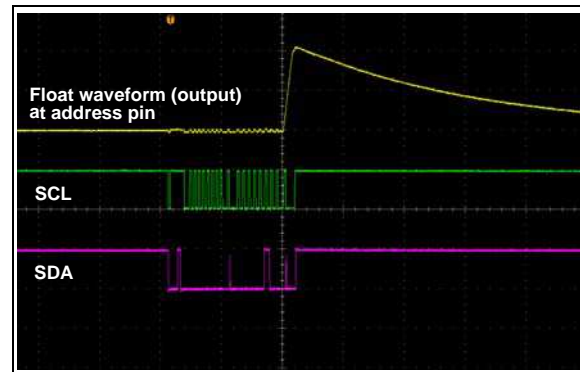 T
Float waveform (output)
at address pin
SCL
SDA